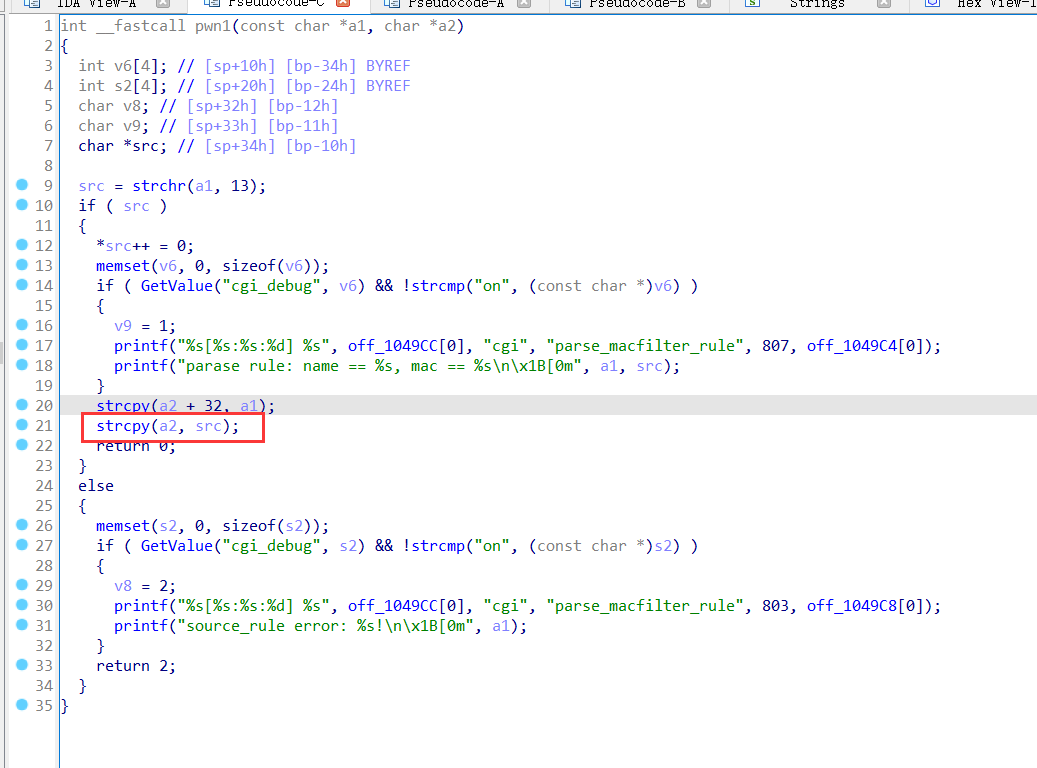 IDA View-A Pseudocode-C Pseudocode-A Pseudocode-B Strings Hex View-1
1 int __fastcall pwn1(const char *a1, char *a2)
2 {
3 int v6[4]; // [sp+10h] [bp-34h] BYREF
4 int s2[4]; // [sp+20h] [bp-24h] BYREF
5 char v8; // [sp+32h] [bp-12h]
6 char v9; // [sp+33h] [bp-11h]
7 char *src; // [sp+34h] [bp-10h]
8
9 src = strchr(a1, 13);
10 if ( src )
11 {
12 *src++ = 0;
13 memset(v6, 0, sizeof(v6));
14 if ( GetValue("cgi_debug", v6) && !strcmp("on", (const char *)v6) )
15 {
16 v9 = 1;
17 printf("%s[%s:%s:%d] %s", off_1049CC[0], "cgi", "parse_macfilter_rule", 807, off_1049C4[0]);
18 printf("parase rule: name == %s, mac == %s\n\x1B[0m", a1, src);
19 }
20 strcpy(a2 + 32, a1);
21 strcpy(a2, src);
22 return 0;
23 }
24 else
25 {
26 memset(s2, 0, sizeof(s2));
27 if ( GetValue("cgi_debug", s2) && !strcmp("on", (const char *)s2) )
28 {
29 v8 = 2;
30 printf("%s[%s:%s:%d] %s", off_1049CC[0], "cgi", "parse_macfilter_rule", 803, off_1049C8[0]);
31 printf("source_rule error: %s!\n\x1B[0m", a1);
32 }
33 return 2;
34 }
35 }